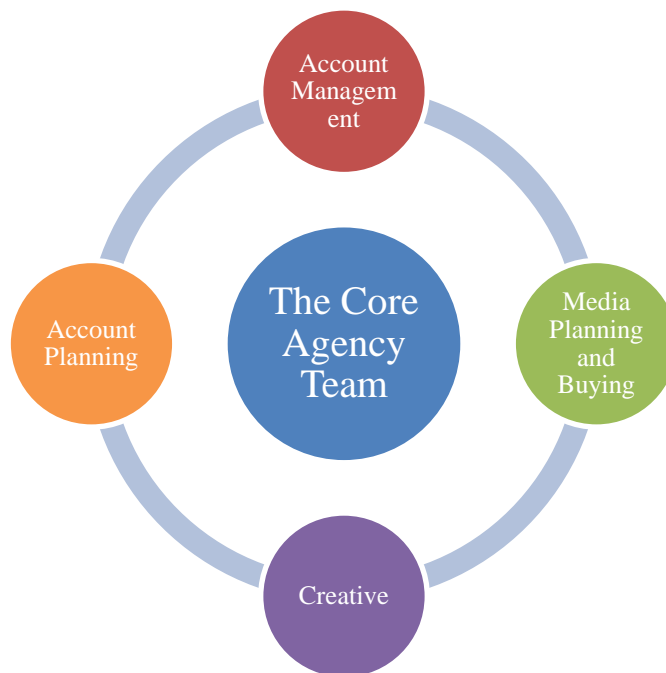 Account
Managem
ent
The Core
Agency
Team
Account
Planning
Media
Planning
and
Buying
Creative